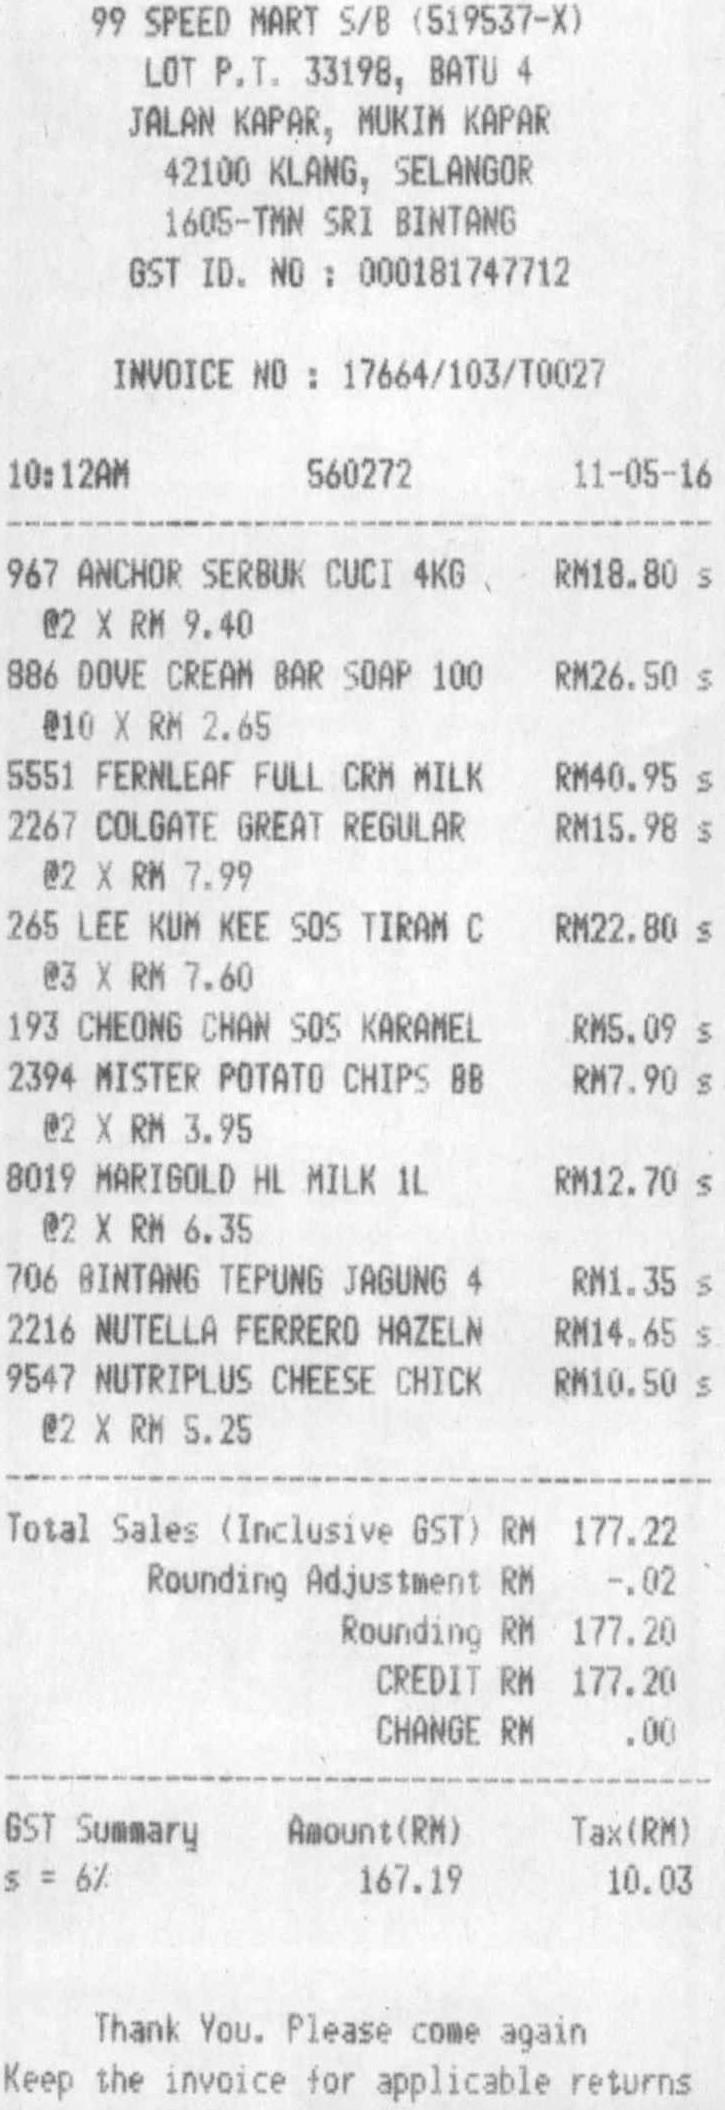 99 SPEED MART S/B (519537-X)
LOT P.T. 33198, BATU 4
JALAN KAPAR, MUKIM KAPAR
42100 KLANG, SELANGOR
1605-TMN SRI BINTANG
GST ID. NO : 000181747712
INVOICE NO : 17664/103/T0027
10:12AM 560272 11-05-16
967 ANCHOR SERBUK CUCI 4KG RM18.80 s
@2 X RM 9.40
886 DOVE CREAM BAR SOAP 100 RM26.50 s
@10 X RM 2.65
5551 FERNLEAF FULL CRM MILK RM40.95 s
2267 COLGATE GREAT REGULAR RM15.98 s
@2 X RM 7.99
265 LEE KUM KEE SOS TIRAM C RM22.80 s
@3 X RM 7.60
193 CHEONG CHAN SOS KARAMEL RM5.09 s
2394 MISTER POTATO CHIPS BB RM7.90 s
@2 X RM 3.95
8019 MARIGOLD HL MILK 1L RM12.70 s
@2 X RM 6.35
706 BINTANG TEPUNG JAGUNG 4 RM1.35 s
2216 NUTELLA FERRERO HAZELN RM14.65 s
9547 NUTRIPLUS CHEESE CHICK RM10.50 s
@2 X RM 5.25
Total Sales (Inclusive GST) RM 177.22
Rounding Adjustment RM -.02
Rounding RM 177.20
CREDIT RM 177.20
CHANGE RM .00
GST Summary Amount(RM) Tax(RM)
s = 6% 167.19 10.03
Thank You. Please come again
Keep the invoice for applicable returns